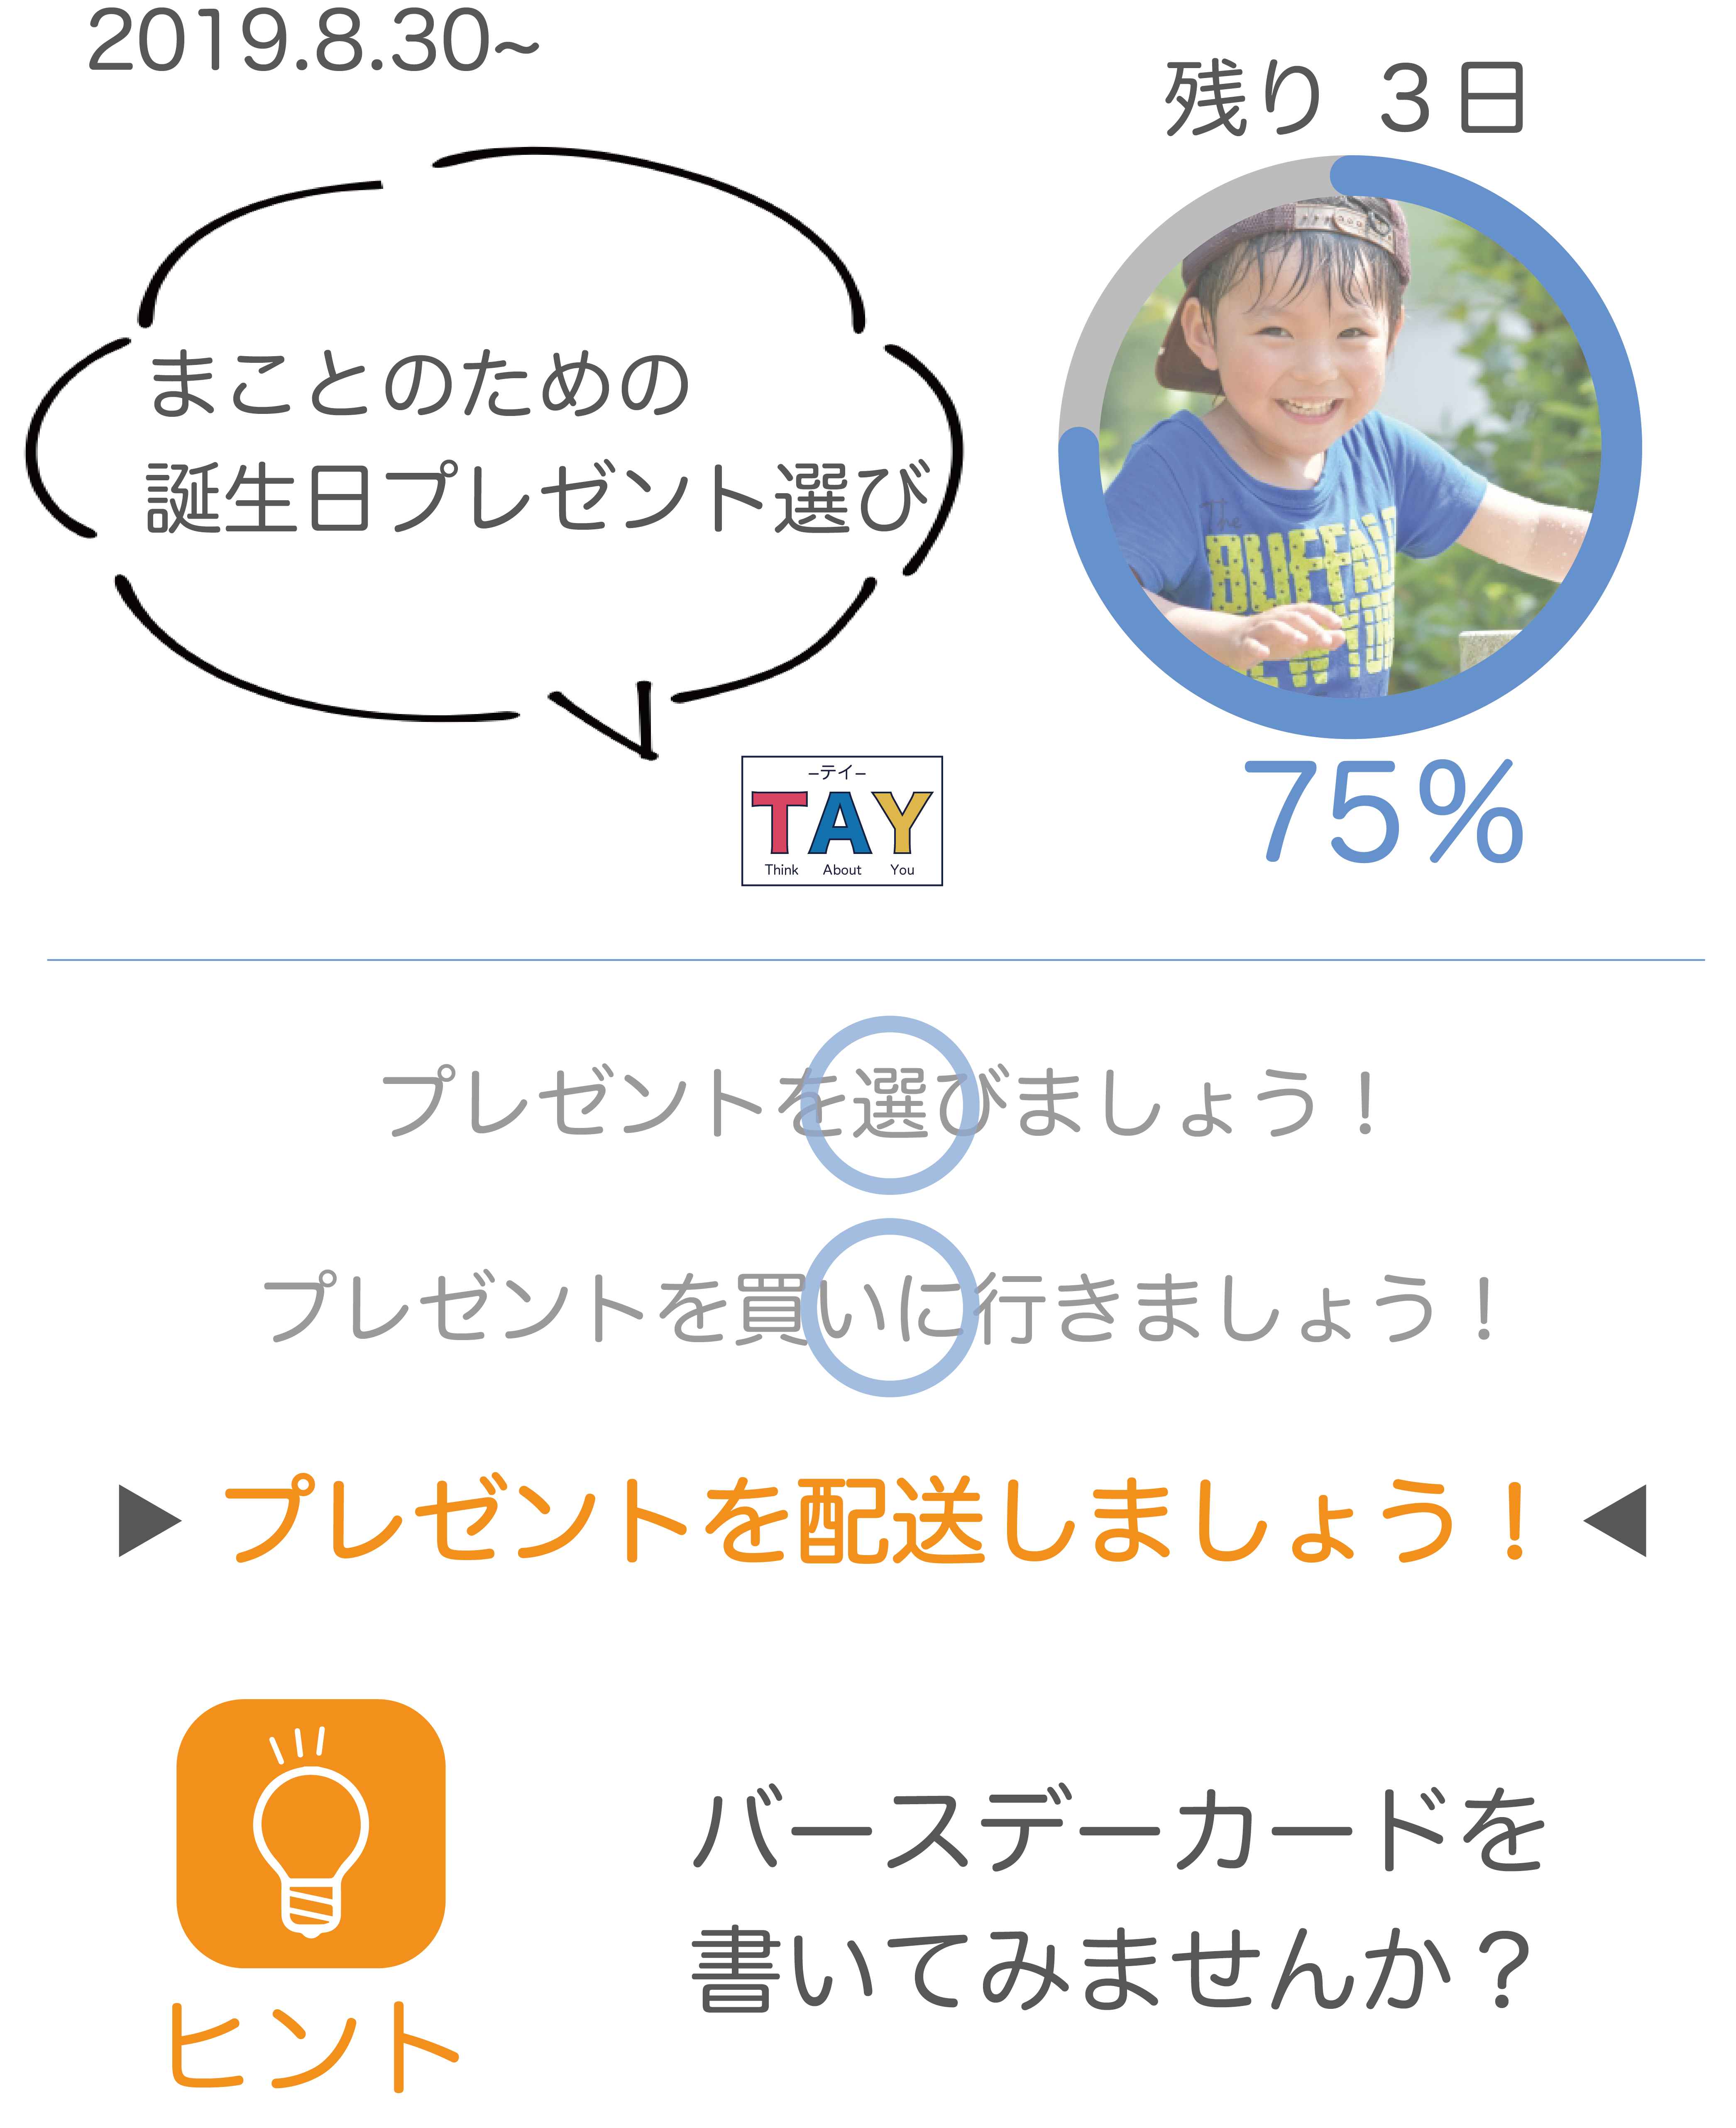 2019.8.30~
残り 3日
まことのための
誕生日プレゼント選び
The
BUFFAL
–テイ–
TAY
Think About You
75%
プレゼントを選びましょう！
プレゼントを買いに行きましょう！
▶ プレゼントを配送しましょう！ ◀
バースデーカードを
書いてみませんか？
ヒント